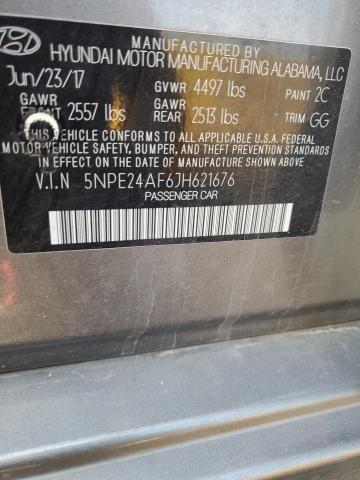 MANUFACTURED BY
HYUNDAI MOTOR MANUFACTURING ALABAMA, LLC
Jun/23/17 GVWR 4497 lbs PAINT 2C
GAWR FRONT 2557 lbs GAWR REAR 2513 lbs TRIM GG
THIS VEHICLE CONFORMS TO ALL APPLICABLE U.S. FEDERAL
MOTOR VEHICLE SAFETY, BUMPER, AND THEFT PREVENTION STANDARDS
IN EFFECT ON THE DATE OF MANUFACTURE SHOWN ABOVE.
V.I.N 5NPE24AF6JH621676
PASSENGER CAR